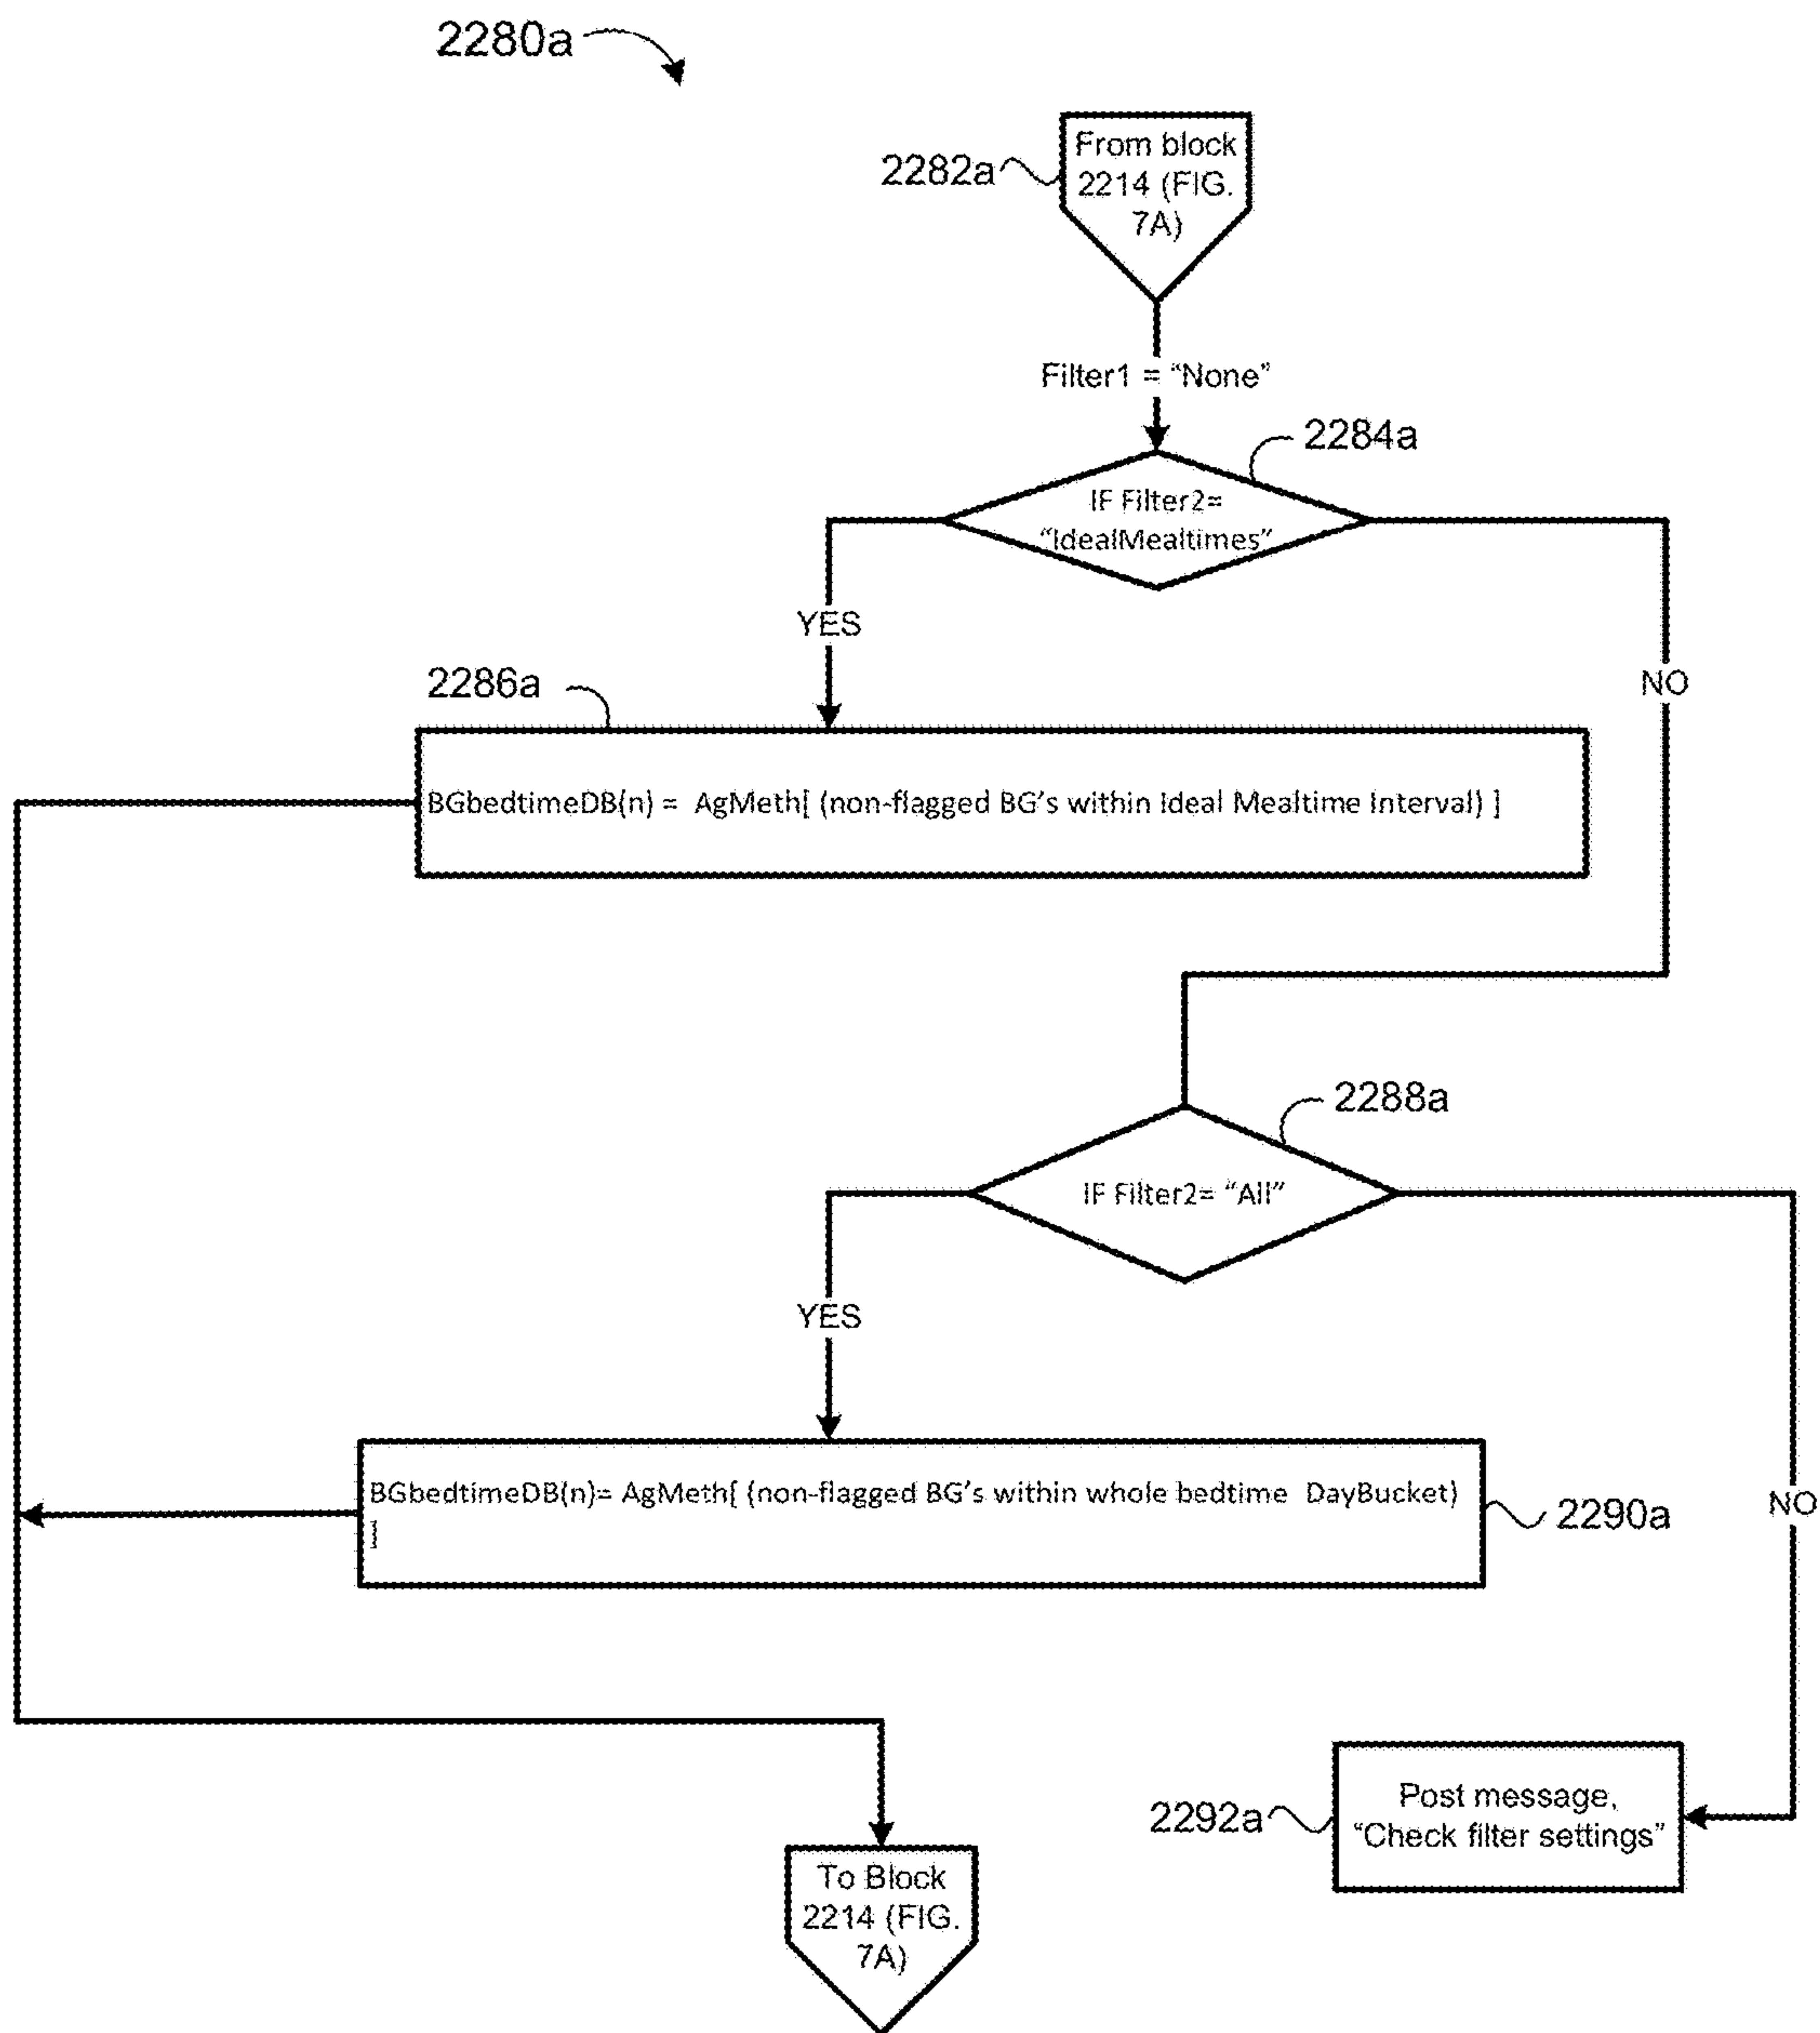 2280a
2282a
From block
2214 (FIG.
7A)
Filter1 = “None”
2284a
IF Filter2=
“IdealMealtimes”
YES
NO
2286a
BGbedtimeDB(n) = AgMeth[ (non-flagged BG's within Ideal Mealtime Interval) ]
2288a
IF Filter2= “All”
YES
NO
BGbedtimeDB(n)= AgMeth[ (non-flagged BG's within whole bedtime DayBucket)
]
2290a
2292a
Post message,
“Check filter settings”
To Block
2214 (FIG.
7A)